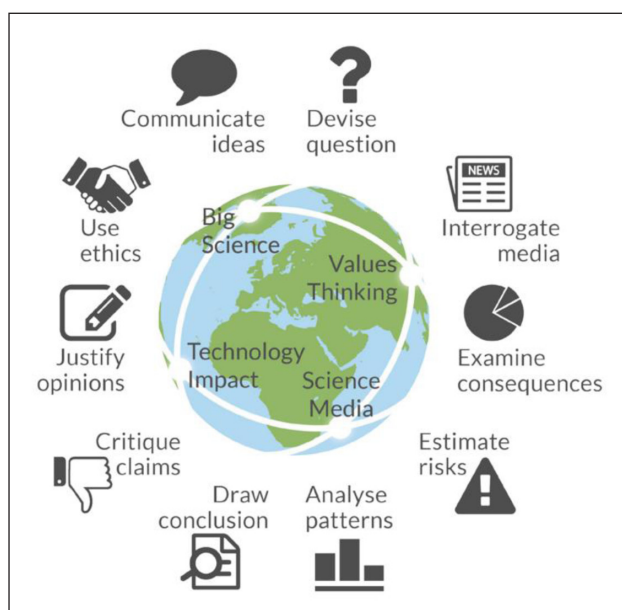 Communicate
ideas
Devise
question
NEWS
Interrogate
media
Use
ethics
Big
Science
Values
Thinking
Justify
opinions
Technology
Impact
Science
Media
Examine
consequences
Critique
claims
Estimate
risks
Draw
conclusion
Analyse
patterns